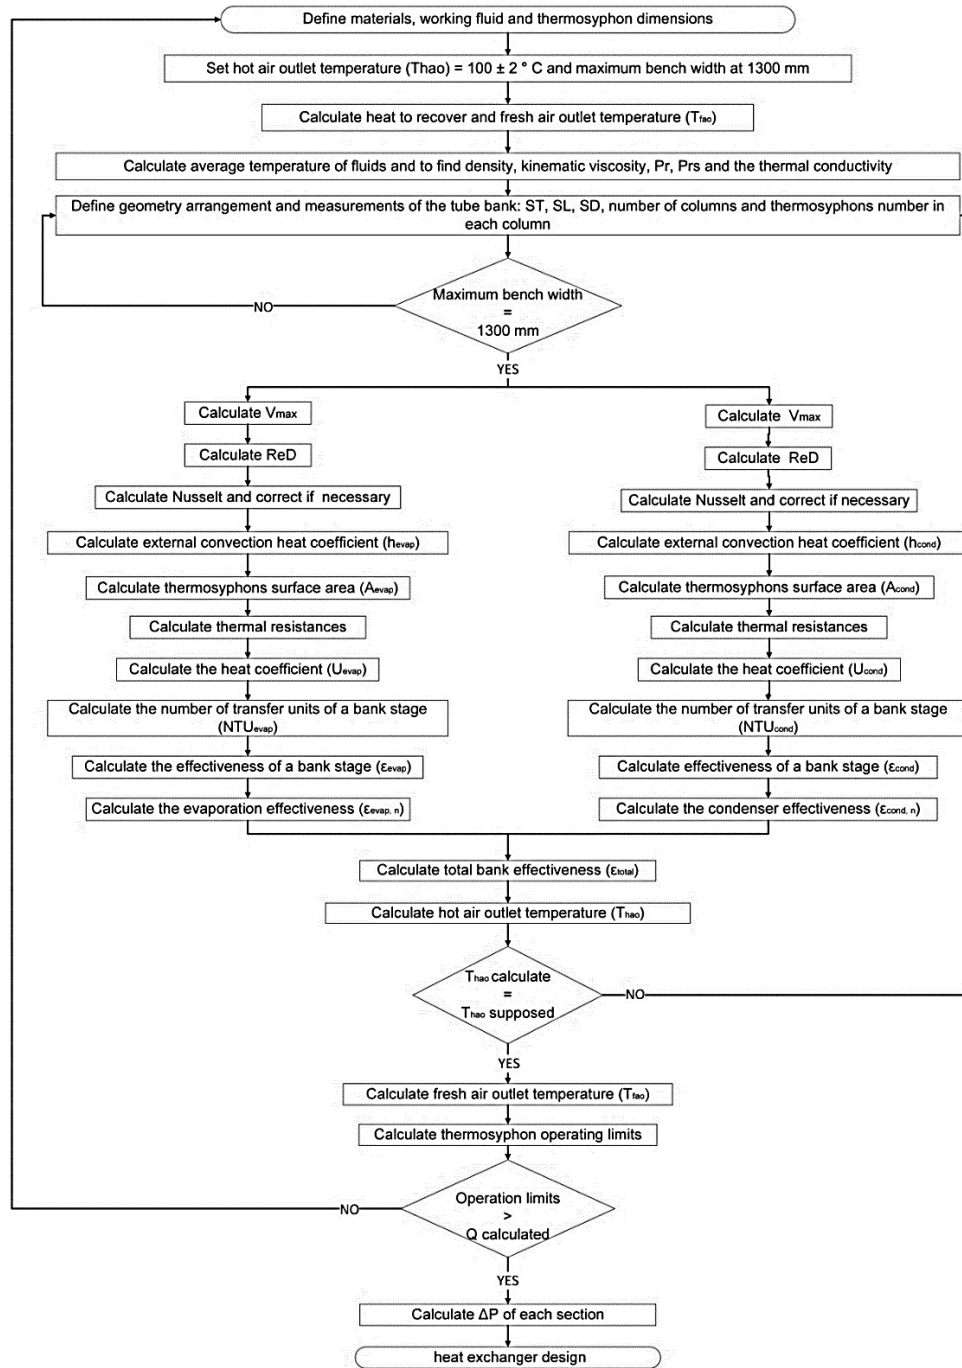 Define materials, working fluid and thermosyphon dimensions
Set hot air outlet temperature (Thao) = 100 ± 2 ° C and maximum bench width at 1300 mm
Calculate heat to recover and fresh air outlet temperature (Tfao)
Calculate average temperature of fluids and to find density, kinematic viscosity, Pr, Prs and the thermal conductivity
Define geometry arrangement and measurements of the tube bank: ST, SL, SD, number of columns and thermosyphons number in
each column
Maximum bench width
=
1300 mm
NO
YES
Calculate Vmax
Calculate ReD
Calculate Nusselt and correct if necessary
Calculate external convection heat coefficient (hevap)
Calculate thermosyphons surface area (Aevap)
Calculate thermal resistances
Calculate the heat coefficient (Uevap)
Calculate the number of transfer units of a bank stage
(NTUevap)
Calculate the effectiveness of a bank stage (εevap)
Calculate the evaporation effectiveness (εevap, n)
Calculate Vmax
Calculate ReD
Calculate Nusselt and correct if necessary
Calculate external convection heat coefficient (hcond)
Calculate thermosyphons surface area (Acond)
Calculate thermal resistances
Calculate the heat coefficient (Ucond)
Calculate the number of transfer units of a bank stage
(NTUcond)
Calculate effectiveness of a bank stage (εcond)
Calculate the condenser effectiveness (εcond, n)
Calculate total bank effectiveness (εtotal)
Calculate hot air outlet temperature (Thao)
Thao calculate
=
Thao supposed
NO
YES
Calculate fresh air outlet temperature (Tfao)
Calculate thermosyphon operating limits
Operation limits
>
Q calculated
NO
YES
Calculate ΔP of each section
heat exchanger design